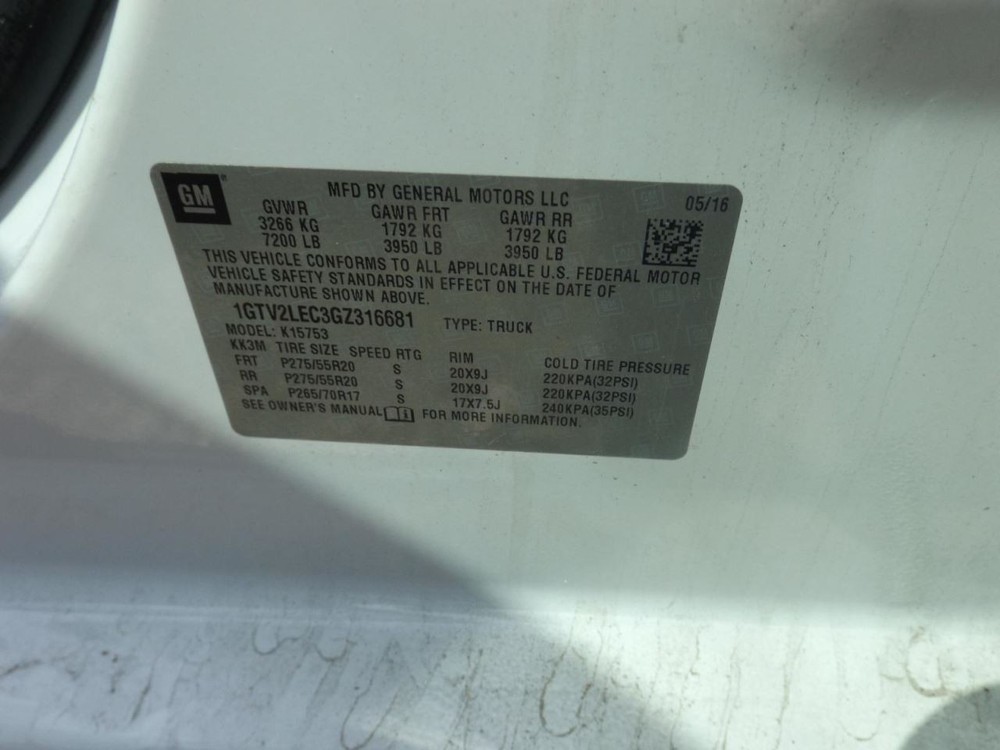 GM
MFD BY GENERAL MOTORS LLC 05/16
GVWR GAWR FRT GAWR RR
3266 KG 1792 KG 1792 KG
7200 LB 3950 LB 3950 LB
THIS VEHICLE CONFORMS TO ALL APPLICABLE U.S. FEDERAL MOTOR
VEHICLE SAFETY STANDARDS IN EFFECT ON THE DATE OF
MANUFACTURE SHOWN ABOVE.
1GTV2LEC3GZ316681 TYPE: TRUCK
MODEL: K15753
KK3M TIRE SIZE SPEED RTG RIM COLD TIRE PRESSURE
FRT P275/55R20 S 20X9J 220KPA(32PSI)
RR P275/55R20 S 20X9J 220KPA(32PSI)
SPA P265/70R17 S 17X7.5J 240KPA(35PSI)
SEE OWNER'S MANUAL FOR MORE INFORMATION.